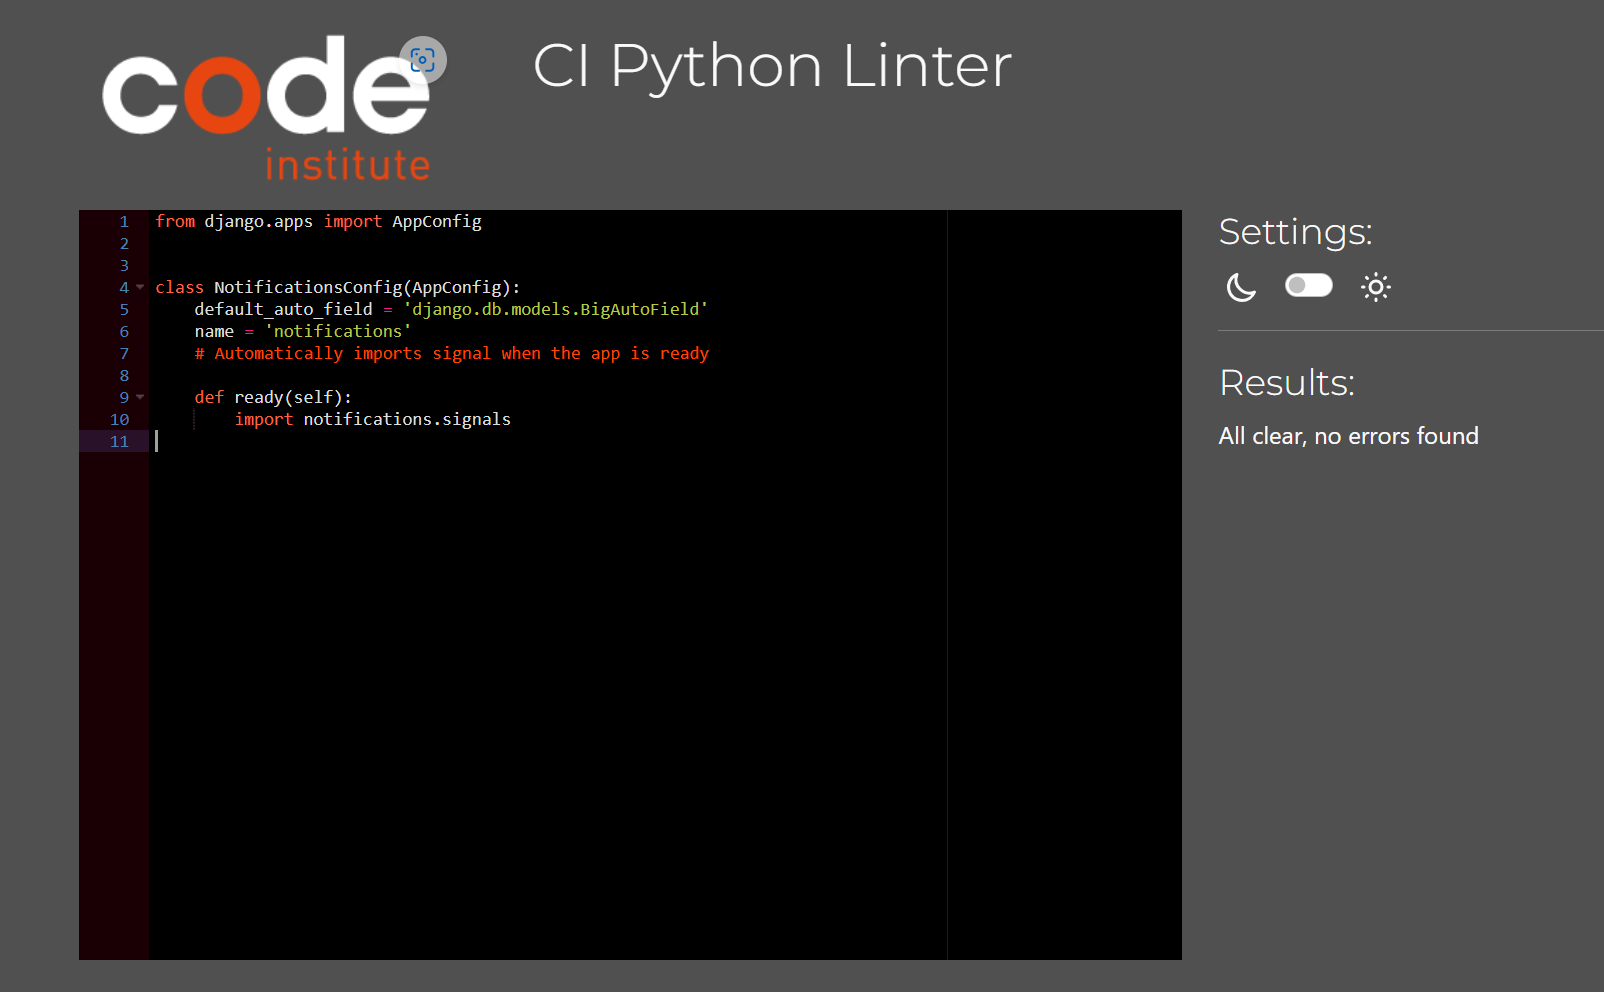 code
institute
CI Python Linter
1 from django.apps import AppConfig
2
3
4 class NotificationsConfig(AppConfig):
5     default_auto_field = 'django.db.models.BigAutoField'
6     name = 'notifications'
7     # Automatically imports signal when the app is ready
8
9     def ready(self):
10         import notifications.signals
11
Settings:
Results:
All clear, no errors found